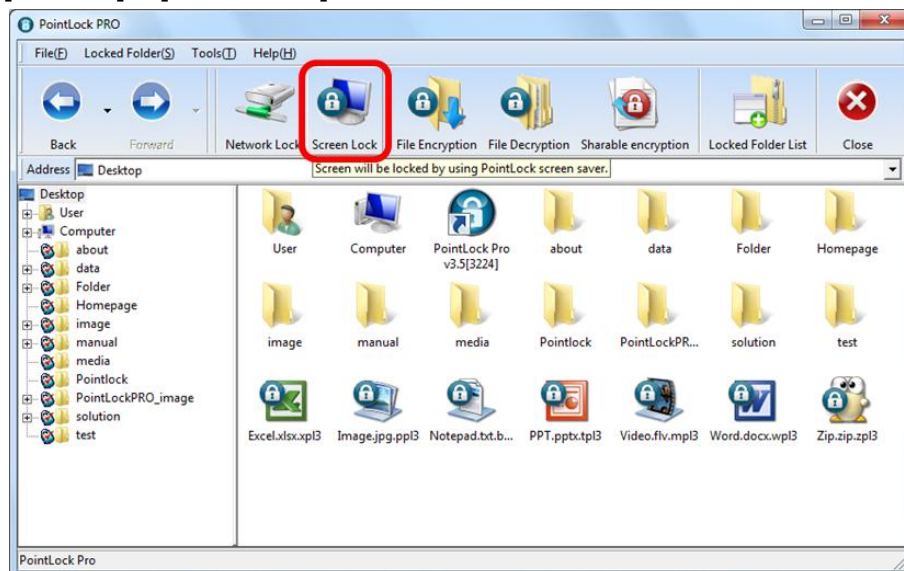 PointLock PRO
File(F) Locked Folder(S) Tools(T) Help(H)
Back Forward Network Lock Screen Lock File Encryption File Decryption Sharable encryption Locked Folder List Close
Address Desktop
Screen will be locked by using PointLock screen saver.
Desktop
User
Computer
about
data
Folder
Homepage
image
manual
media
Pointlock
PointLockPRO_image
solution
test
User Computer PointLock Pro about data Folder Homepage
v3.5[3224]
image manual media Pointlock PointLockPR... solution test
Excel.xlsx.xpl3 Image.jpg.ppl3 Notepad.txt.b... PPT.pptx.tpl3 Video.flv.mpl3 Word.docx.wpl3 Zip.zip.zpl3
PointLock Pro